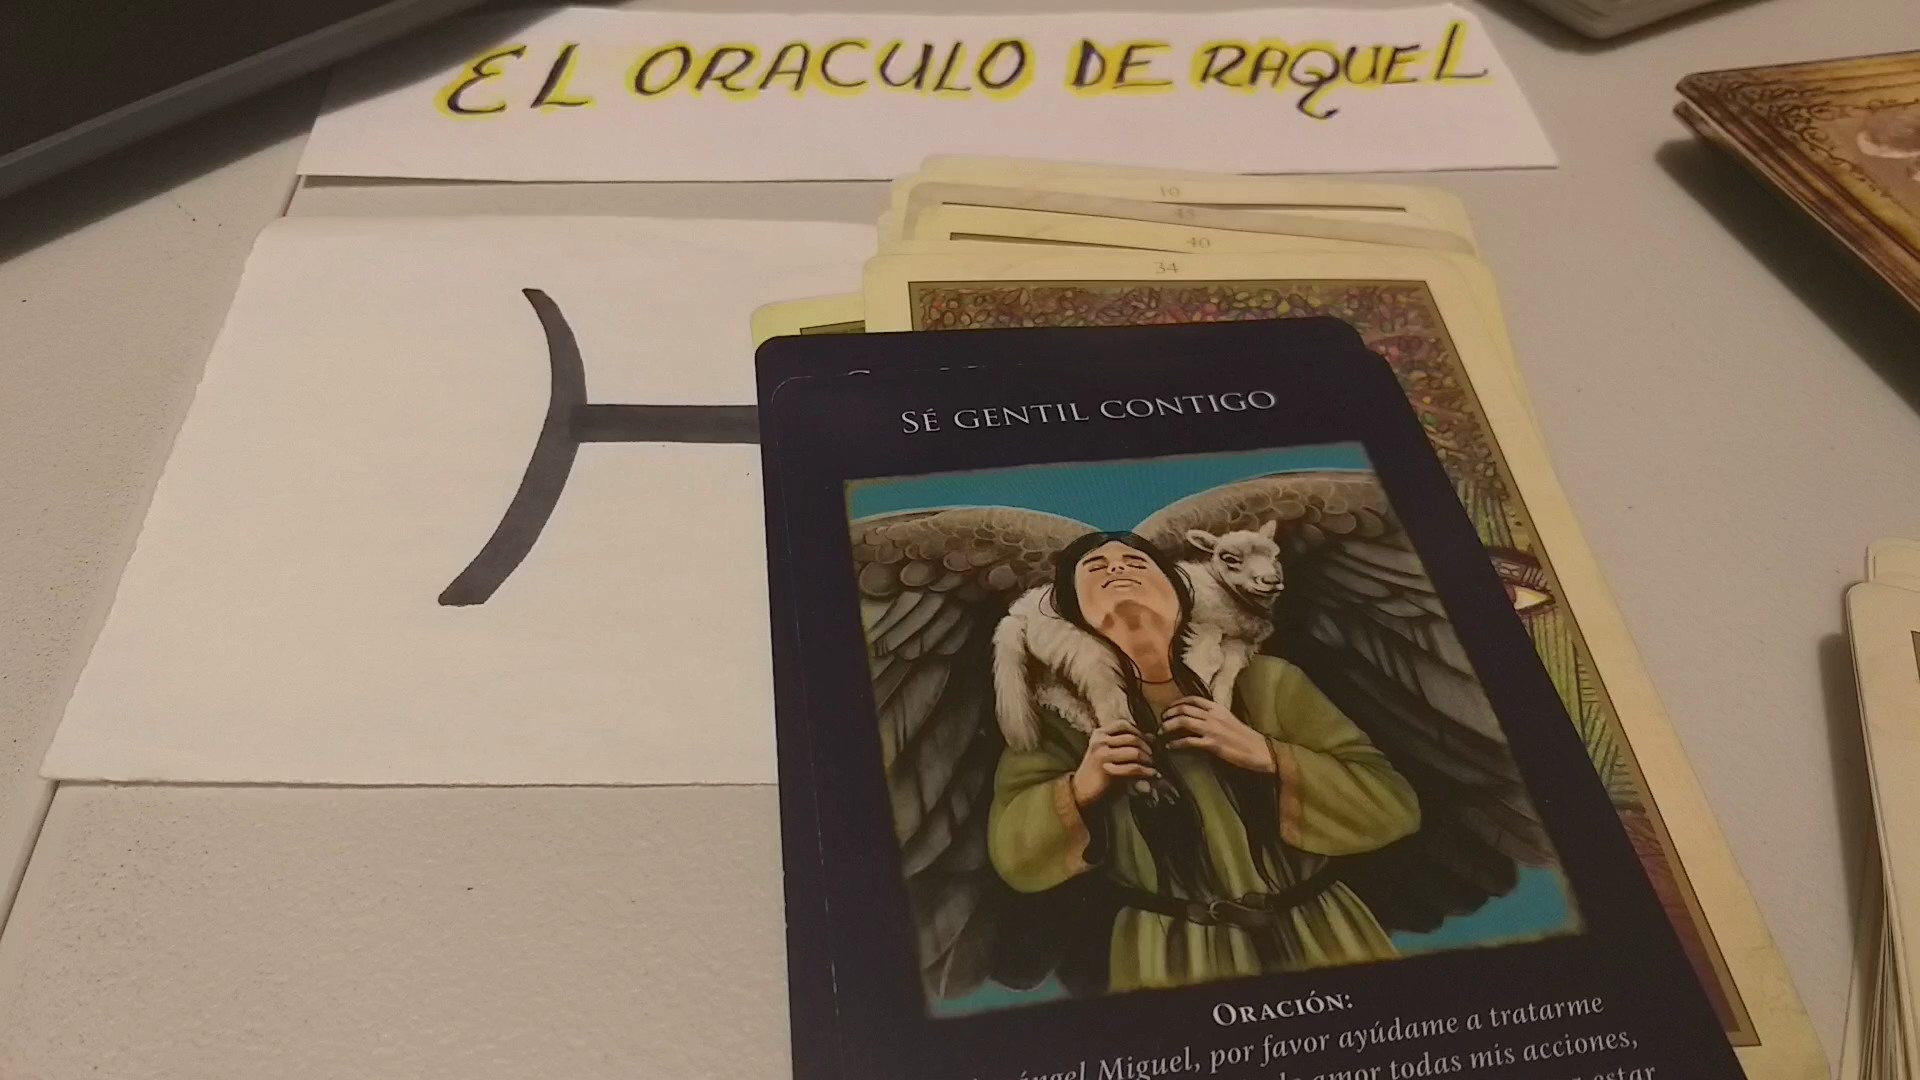 EL ORACULO DE RAQUEL
10
45
40
34
SÉ GENTIL CONTIGO
ORACIÓN:
Miguel, por favor ayúdame a tratarme
amor todas mis acciones,
estar